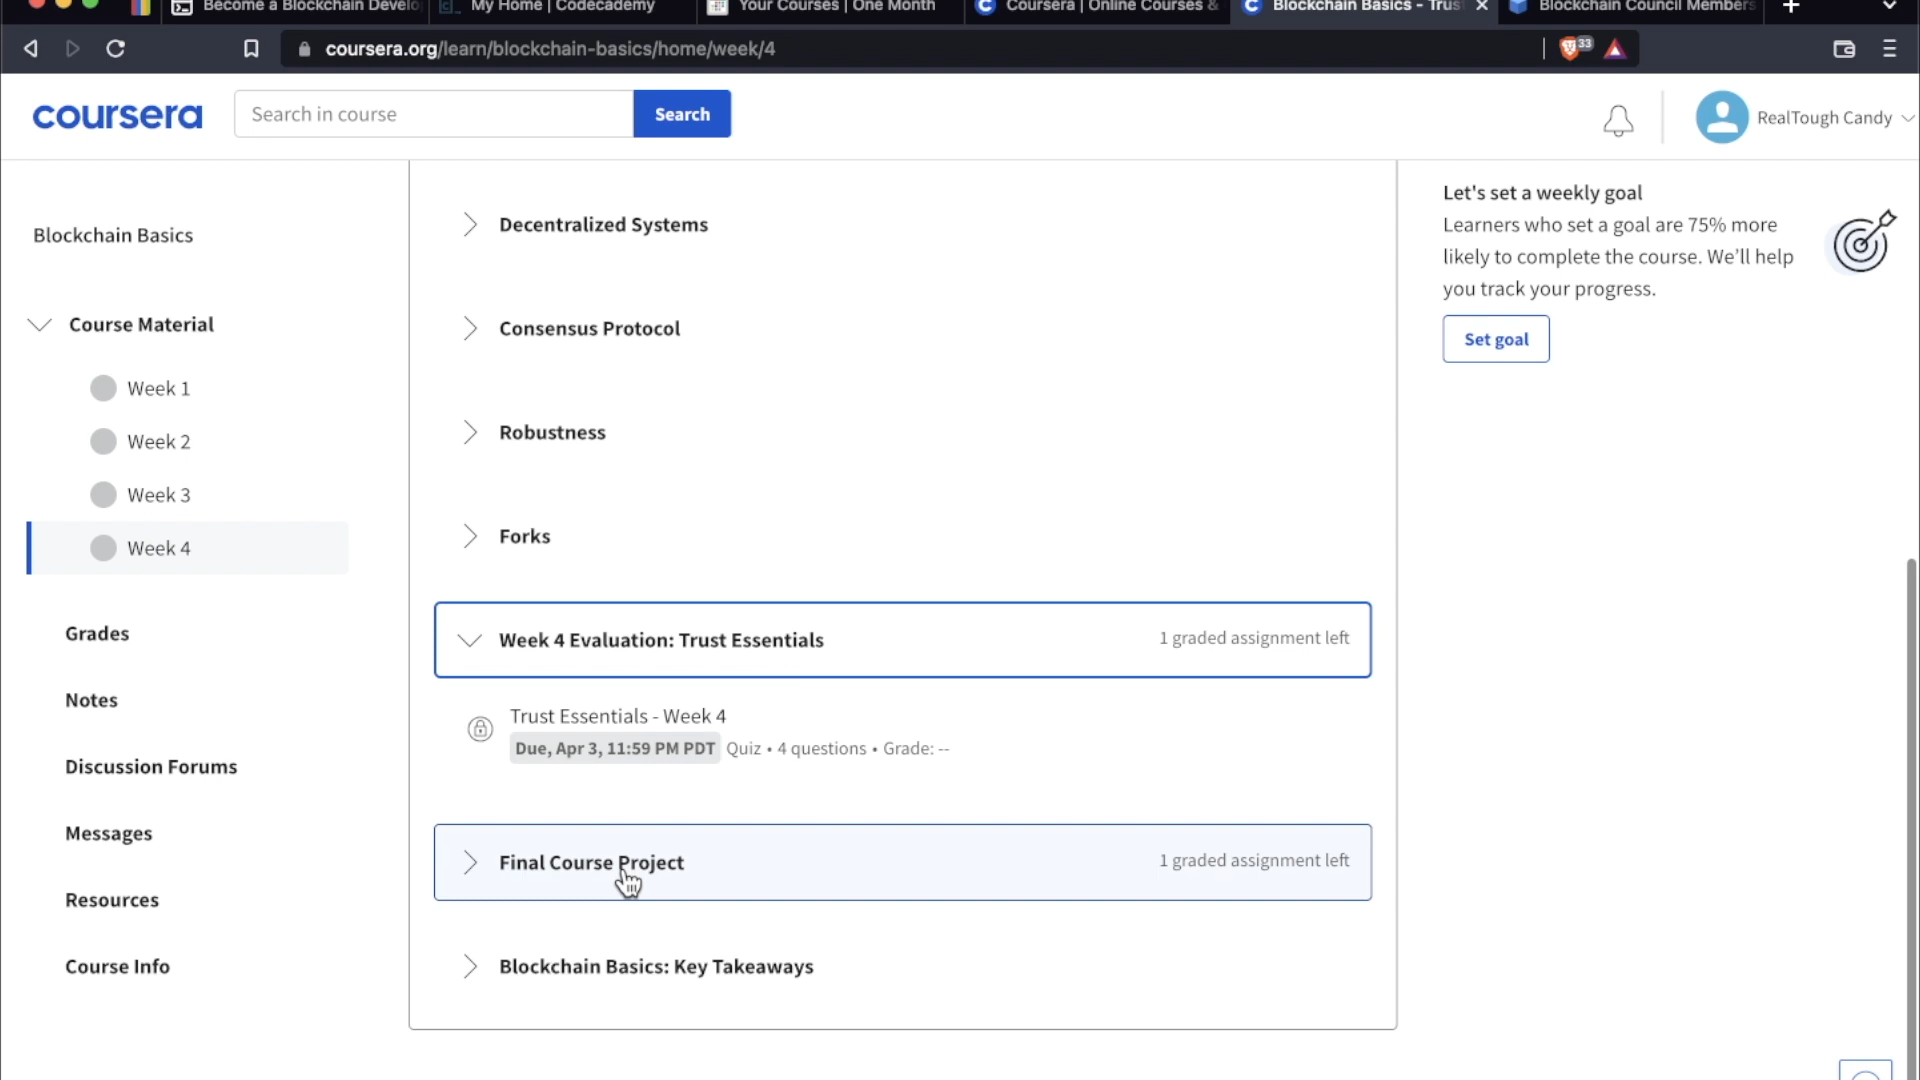 Become a Blockchain Develo
My Home | Codecademy
Your Courses | One Month
Coursera | Online Courses &
Blockchain Basics - Trus
Blockchain Council Members
coursera.org/learn/blockchain-basics/home/week/4
33
coursera
Search in course
Search
RealTough Candy
Blockchain Basics
Course Material
Week 1
Week 2
Week 3
Week 4
Grades
Notes
Discussion Forums
Messages
Resources
Course Info
Decentralized Systems
Consensus Protocol
Robustness
Forks
Week 4 Evaluation: Trust Essentials
1 graded assignment left
Trust Essentials - Week 4
Due, Apr 3, 11:59 PM PDT Quiz • 4 questions • Grade: --
Final Course Project
1 graded assignment left
Blockchain Basics: Key Takeaways
Let's set a weekly goal
Learners who set a goal are 75% more
likely to complete the course. We’ll help
you track your progress.
Set goal